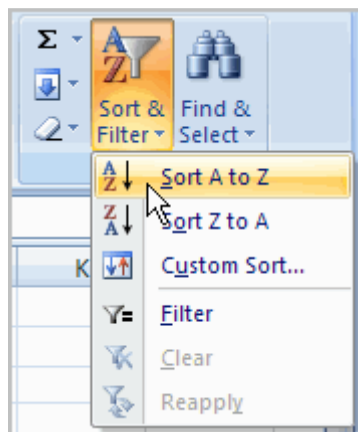 Σ
Sort & Filter
Find & Select
Sort A to Z
Sort Z to A
K
Custom Sort...
Filter
Clear
Reapply